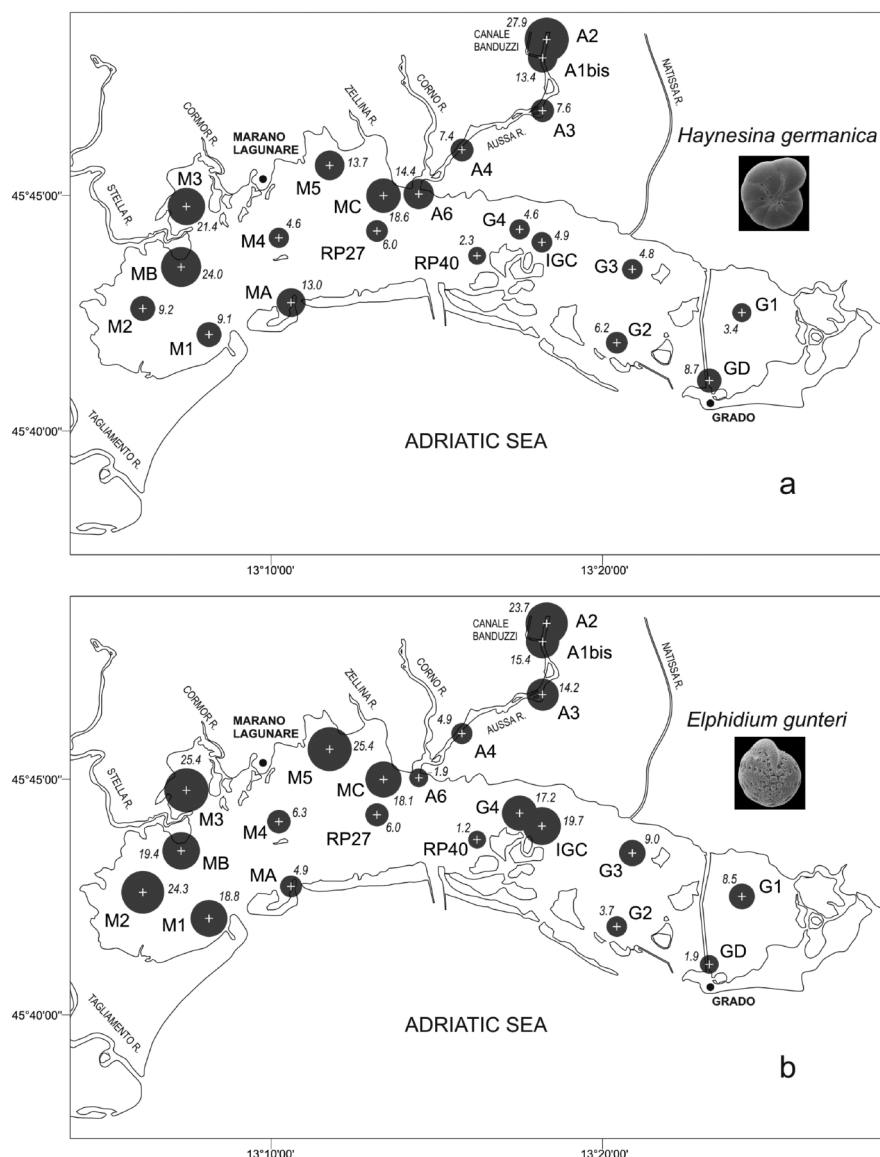 27.9
CANALE
BANDUZZI
A2
A1bis
13.4
NATISSA R.
CORNO R.
ZELLINA R.
CORMOR R.
MARANO
LAGUNARE
7.6
A3
7.4
A4
AUSSA R.
Haynesina germanica
STELLA R.
M3
M5
13.7
14.4
45°45'00"
MC
A6
18.6
21.4
4.6
M4
RP27
6.0
G4
4.6
4.9
IGC
RP40
2.3
MB
24.0
G3
4.8
MA
13.0
M2
9.2
9.1
M1
G1
3.4
6.2
G2
8.7
GD
GRADO
TAGLIAMENTO R.
45°40'00"
ADRIATIC SEA
a
13°10'00'
13°20'00'
23.7
CANALE
BANDUZZI
A2
A1bis
15.4
NATISSA R.
CORNO R.
ZELLINA R.
CORMOR R.
MARANO
LAGUNARE
14.2
A3
4.9
A4
AUSSA R.
Elphidium gunteri
STELLA R.
25.4
M3
M5
25.4
45°45'00"
MC
1.9
A6
18.1
6.3
M4
RP27
6.0
G4
17.2
19.7
IGC
RP40
1.2
19.4
MB
G3
9.0
MA
4.9
M2
24.3
18.8
M1
G1
8.5
3.7
G2
1.9
GD
GRADO
TAGLIAMENTO R.
45°40'00"
ADRIATIC SEA
b
13°10'00'
13°20'00'